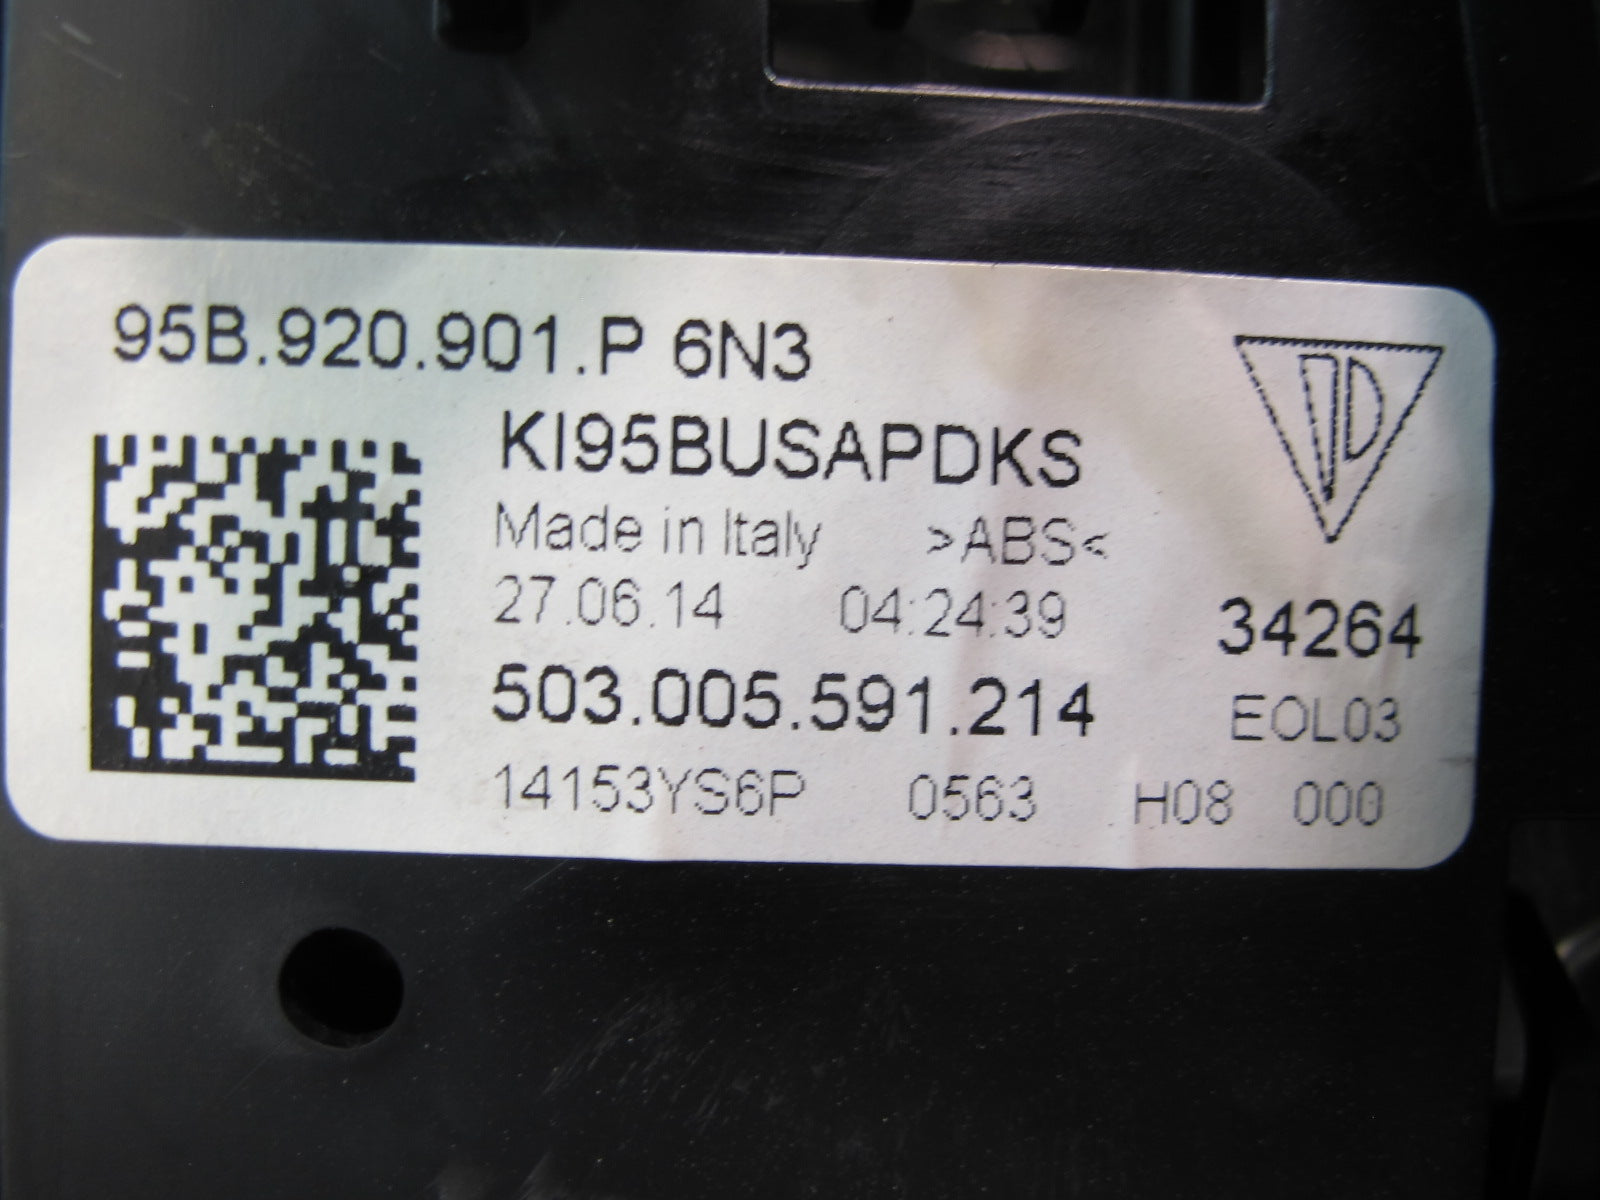 95B.920.901.P 6N3
KI95BUSAPDKS
Made in Italy >ABS<
27.06.14 04:24:39 34264
503.005.591.214 EOL03
14153YS6P 0563 H08 000